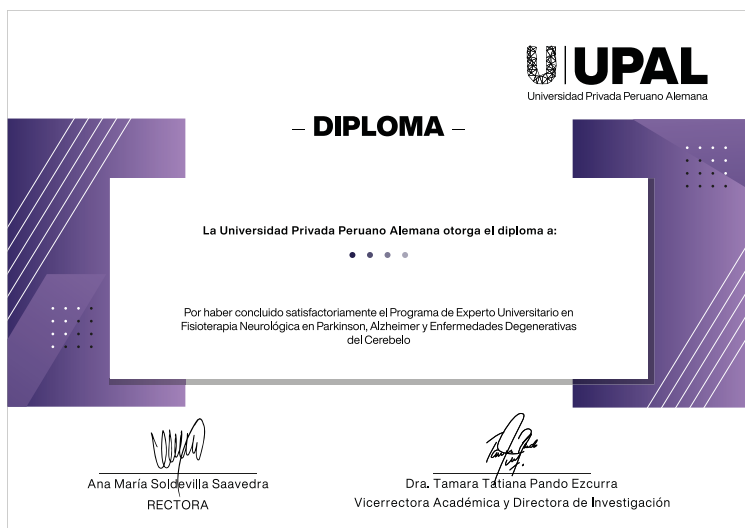 UPAL
Universidad Privada Peruano Alemana
– DIPLOMA –
La Universidad Privada Peruano Alemana otorga el diploma a:
Por haber concluido satisfactoriamente el Programa de Experto Universitario en
Fisioterapia Neurológica en Parkinson, Alzheimer y Enfermedades Degenerativas
del Cerebelo
Ana María Soldevilla Saavedra
RECTORA
Dra. Tamara Tatiana Pando Ezcurra
Vicerrectora Académica y Directora de Investigación